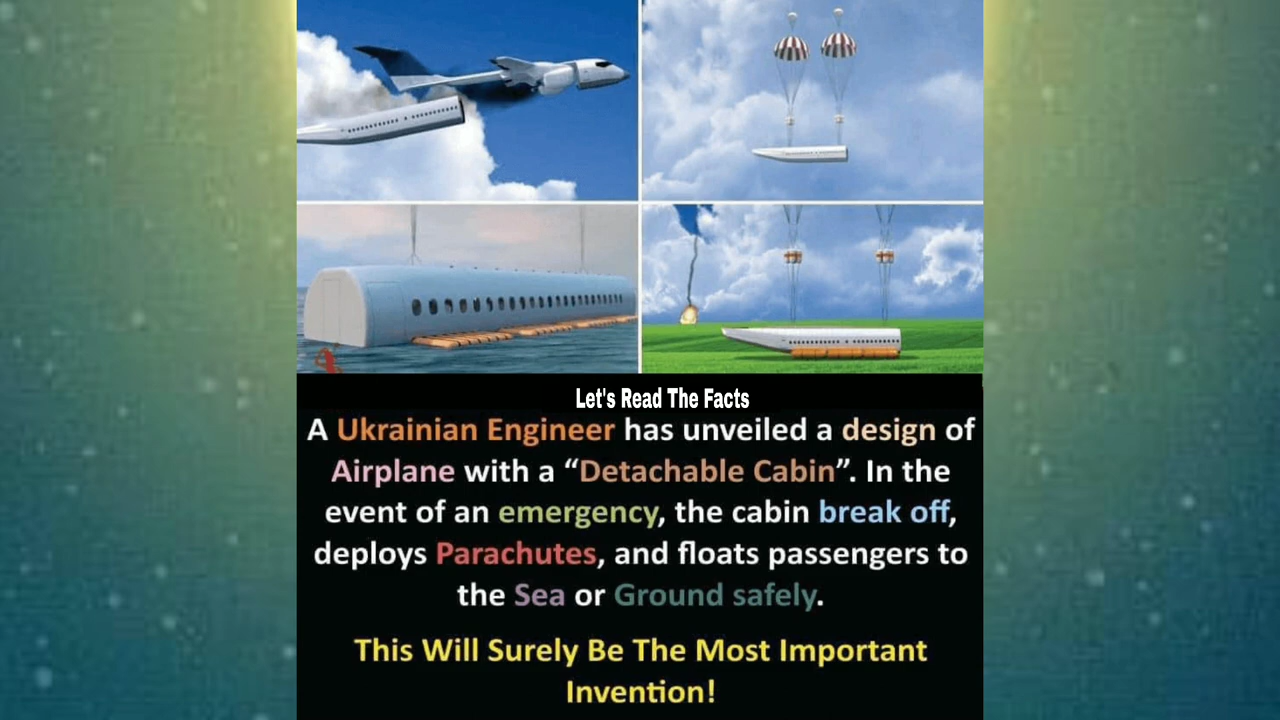 Let's Read The Facts
A Ukrainian Engineer has unveiled a design of
Airplane with a “Detachable Cabin”. In the
event of an emergency, the cabin break off,
deploys Parachutes, and floats passengers to
the Sea or Ground safely.
This Will Surely Be The Most Important
Invention!